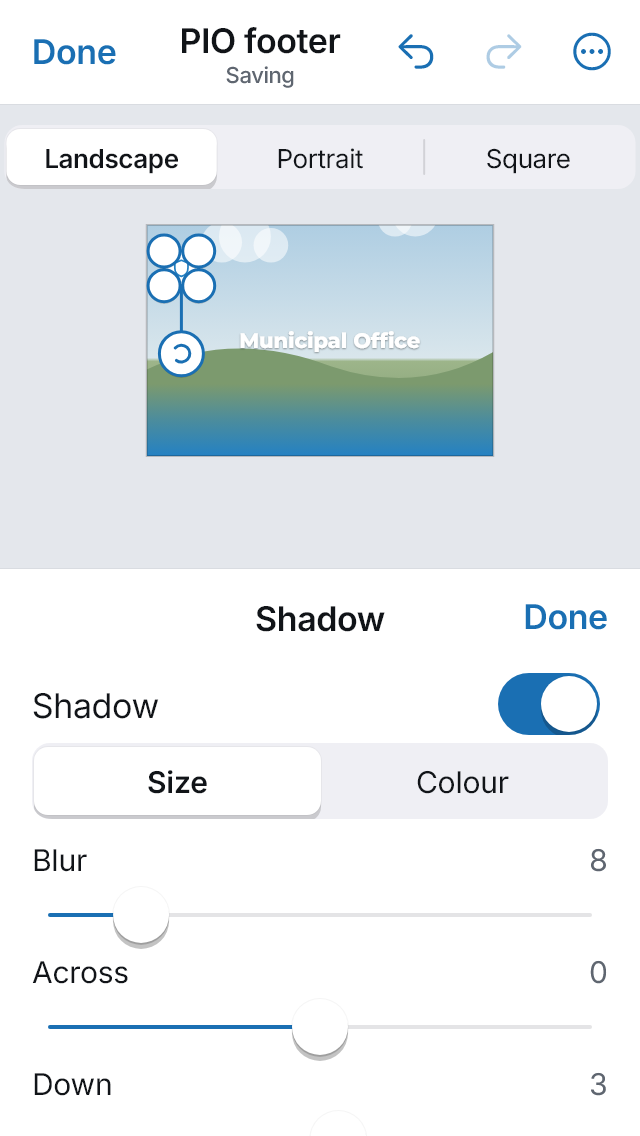 Done
PIO footer
Saving
Landscape
Portrait
Square
Municipal Office
Shadow
Done
Shadow
Size
Colour
Blur
8
Across
0
Down
3